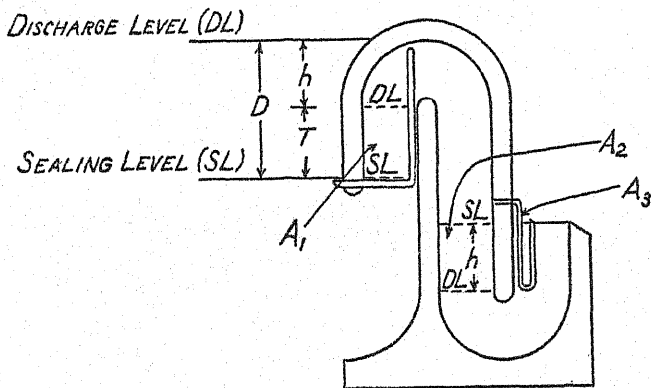 DISCHARGE LEVEL (DL)
h
D
DL
T
SEALING LEVEL (SL)
SL
A1
A2
A3
SL
h
DL